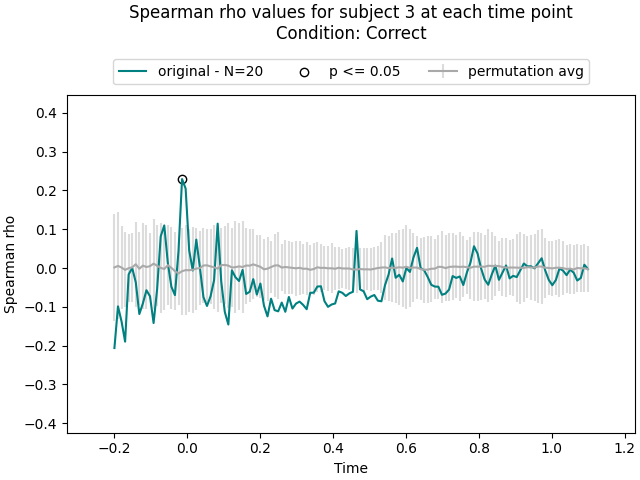 Spearman rho values for subject 3 at each time point
Condition: Correct
original - N=20
p <= 0.05
permutation avg
0.4
0.3
0.2
0.1
0.0
−0.1
−0.2
−0.3
−0.4
Spearman rho
−0.2
0.0
0.2
0.4
0.6
0.8
1.0
1.2
Time